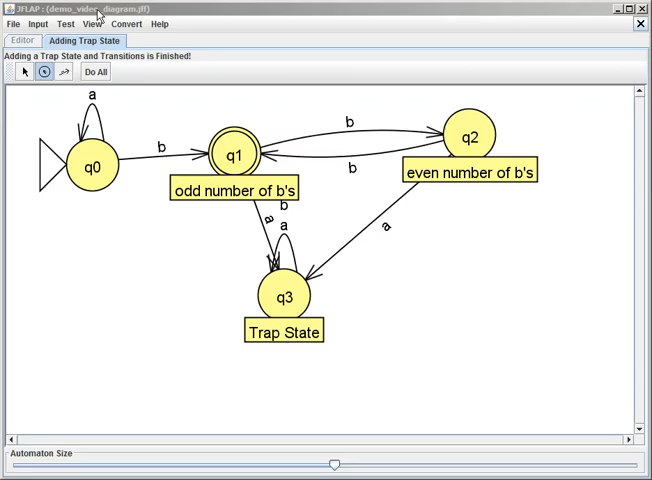 JFLAP : (demo_video_diagram.jff)
File Input Test View Convert Help
Editor Adding Trap State
Adding a Trap State and Transitions is Finished!
Do All
a
b
b
q0
q1
q2
b
odd number of b's
even number of b's
b
a
a
a
q3
Trap State
Automaton Size